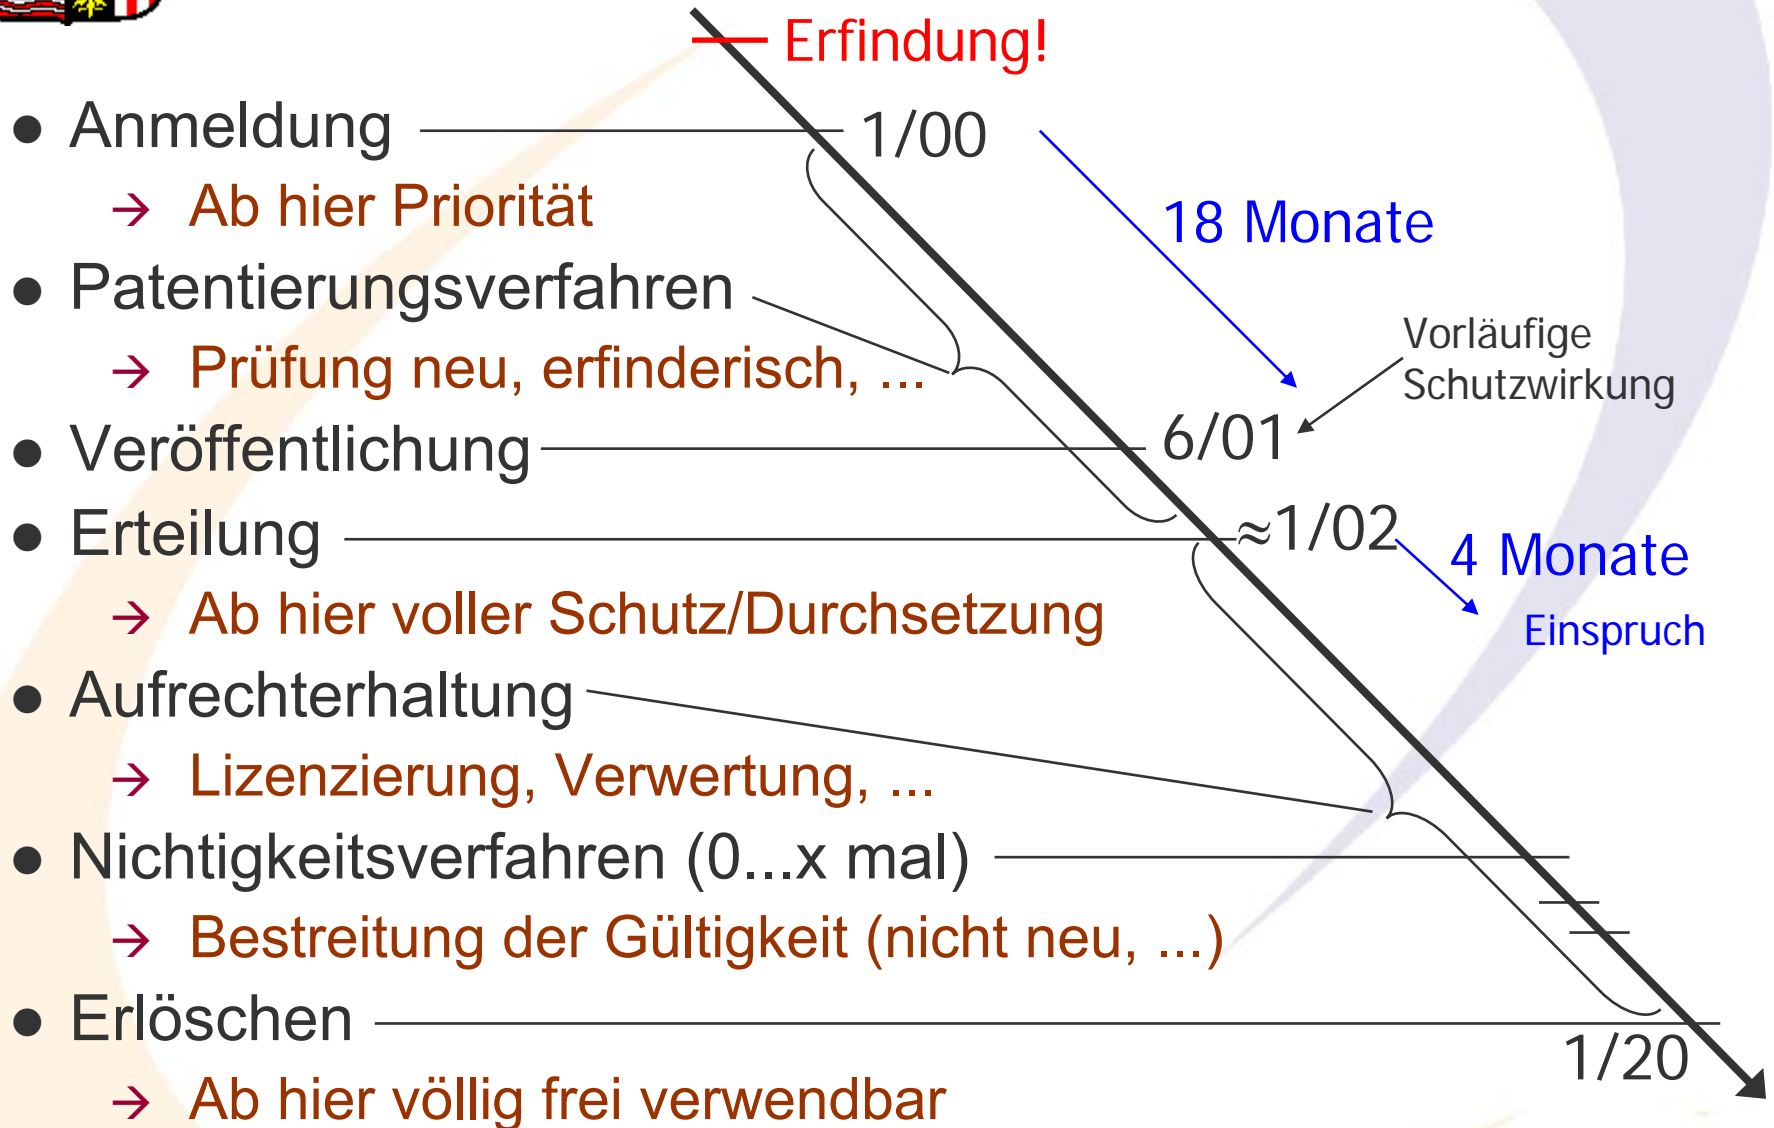 Erfindung!
● Anmeldung
1/00
→ Ab hier Priorität
18 Monate
● Patentierungsverfahren
→ Prüfung neu, erfinderisch, ...
Vorläufige
Schutzwirkung
● Veröffentlichung
6/01
● Erteilung
≈1/02
4 Monate
Einspruch
→ Ab hier voller Schutz/Durchsetzung
● Aufrechterhaltung
→ Lizenzierung, Verwertung, ...
● Nichtigkeitsverfahren (0...x mal)
→ Bestreitung der Gültigkeit (nicht neu, ...)
● Erlöschen
1/20
→ Ab hier völlig frei verwendbar